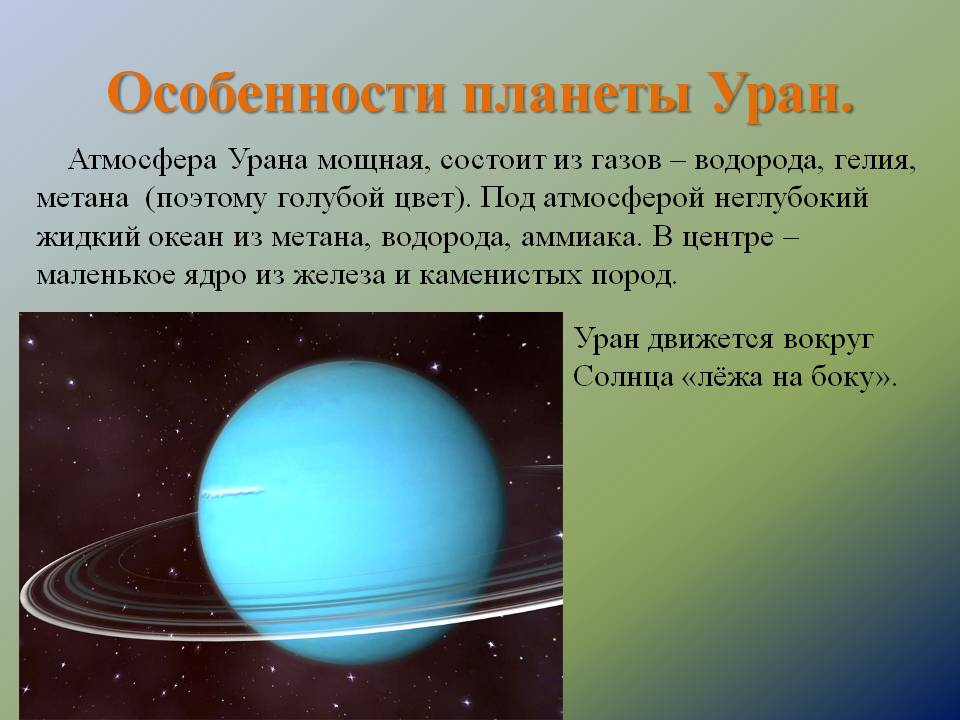 Особенности планеты Уран.
Атмосфера Урана мощная, состоит из газов – водорода, гелия,
метана (поэтому голубой цвет). Под атмосферой неглубокий
жидкий океан из метана, водорода, аммиака. В центре –
маленькое ядро из железа и каменистых пород.
Уран движется вокруг
Солнца «лёжа на боку».